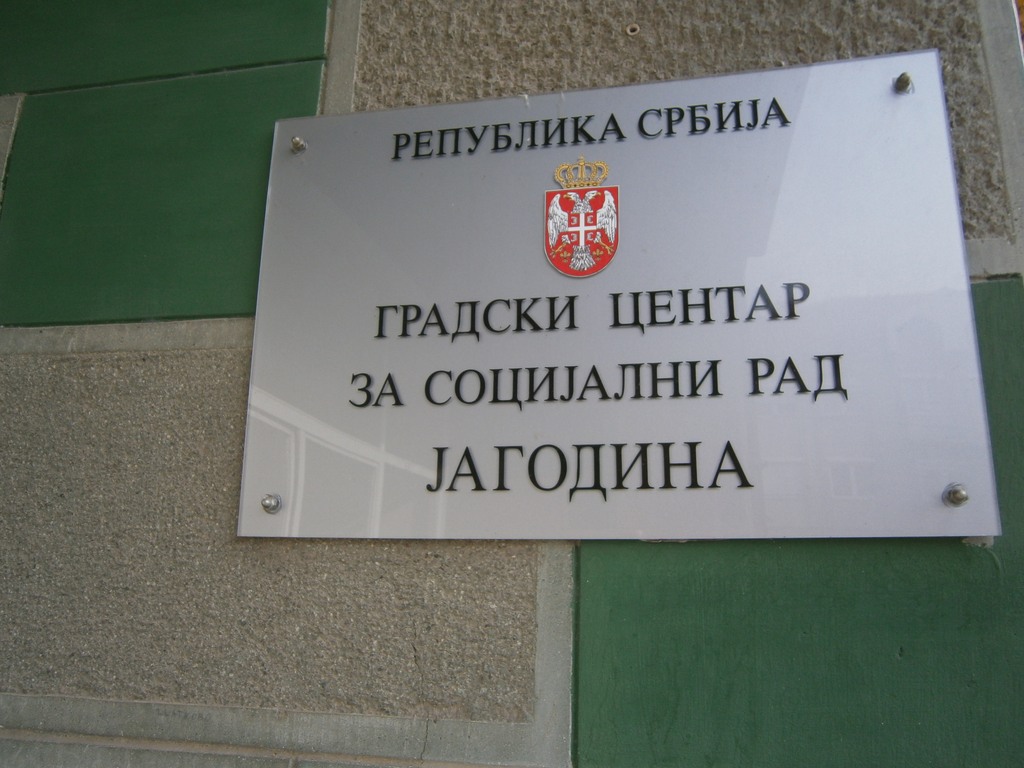 РЕПУБЛИКА СРБИЈА
ГРАДСКИ ЦЕНТАР
ЗА СОЦИЈАЛНИ РАД
ЈАГОДИНА